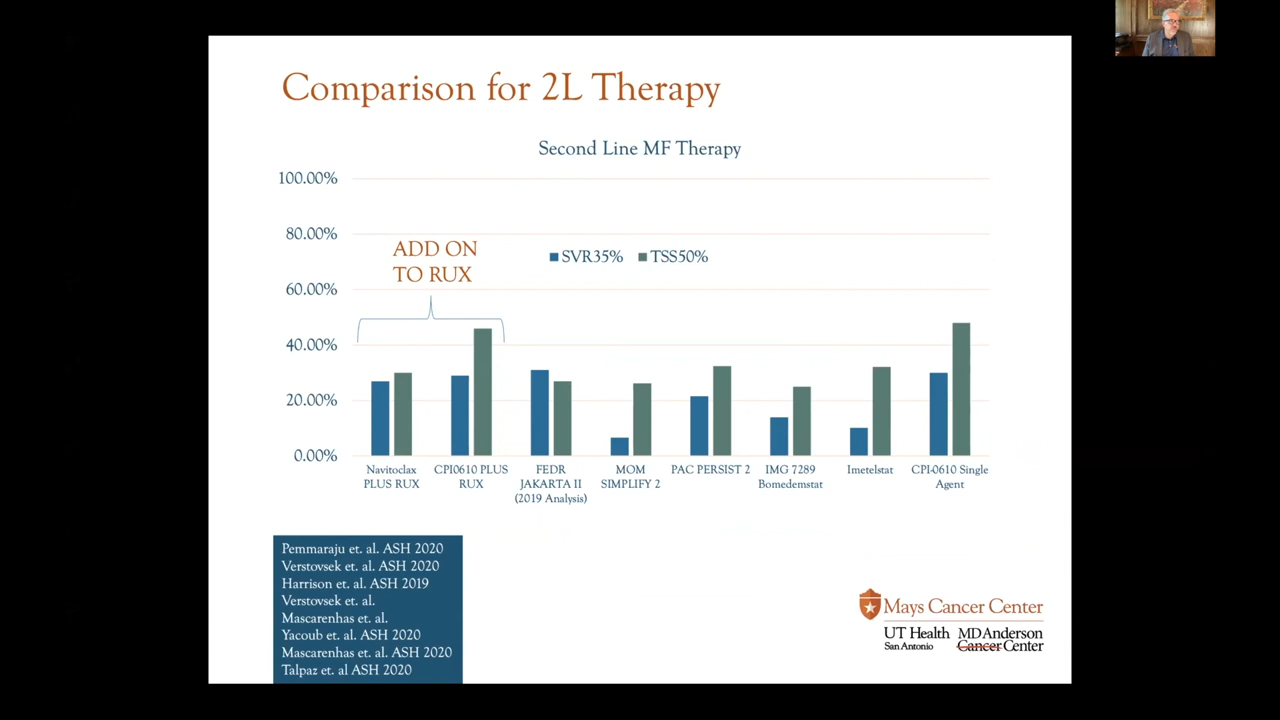 Comparison for 2L Therapy
Second Line MF Therapy
100.00%
80.00%
60.00%
40.00%
20.00%
0.00%
ADD ON
TO RUX
SVR35% TSS50%
Navitoclax
PLUS RUX
CPI0610 PLUS
RUX
FEDR
JAKARTA II
(2019 Analysis)
MOM
SIMPLIFY 2
PAC PERSIST 2
IMG 7289
Bomedemstat
Imetelstat
CPI-0610 Single
Agent
Pemmaraju et. al. ASH 2020
Verstovsek et. al. ASH 2020
Harrison et. al. ASH 2019
Verstovsek et. al.
Mascarenhas et. al.
Yacoub et. al. ASH 2020
Mascarenhas et. al. ASH 2020
Talpaz et. al ASH 2020
Mays Cancer Center
UT Health
San Antonio
MD Anderson
Cancer Center